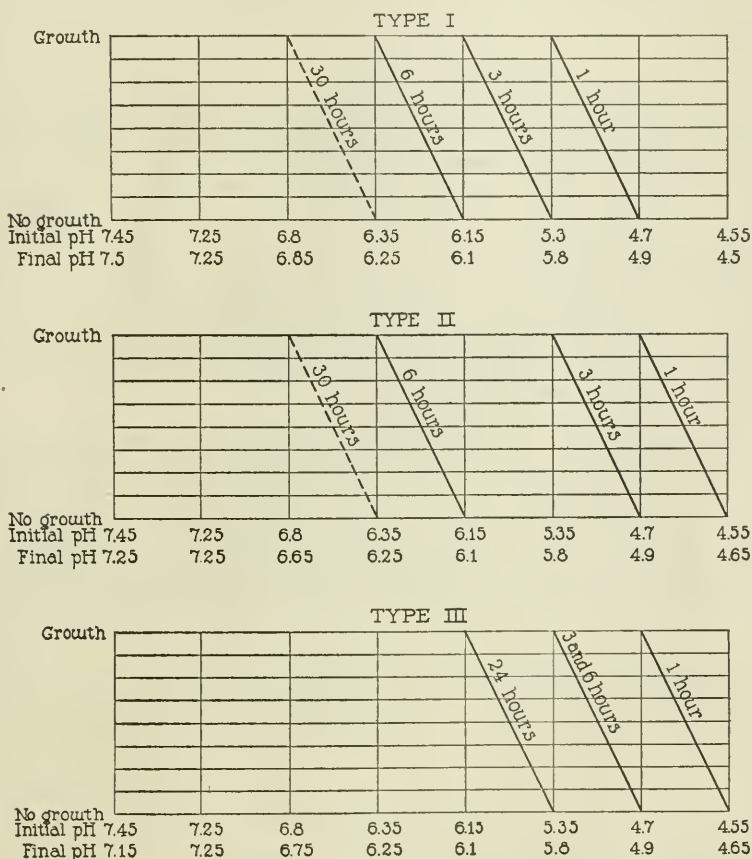 TYPE I
Growth
30 hours
6 hours
3 hours
1 hour
No growth
Initial pH 7.45 7.25 6.8 6.35 6.15 5.3 4.7 4.55
Final pH 7.5 7.25 6.85 6.25 6.1 5.8 4.9 4.5
TYPE II
Growth
30 hours
6 hours
3 hours
1 hour
No growth
Initial pH 7.45 7.25 6.8 6.35 6.15 5.35 4.7 4.55
Final pH 7.25 7.25 6.65 6.25 6.1 5.8 4.9 4.65
TYPE III
Growth
24 hours
3 and 6 hours
1 hour
No growth
Initial pH 7.45 7.25 6.8 6.35 6.15 5.35 4.7 4.55
Final pH 7.15 7.25 6.75 6.25 6.1 5.8 4.9 4.65